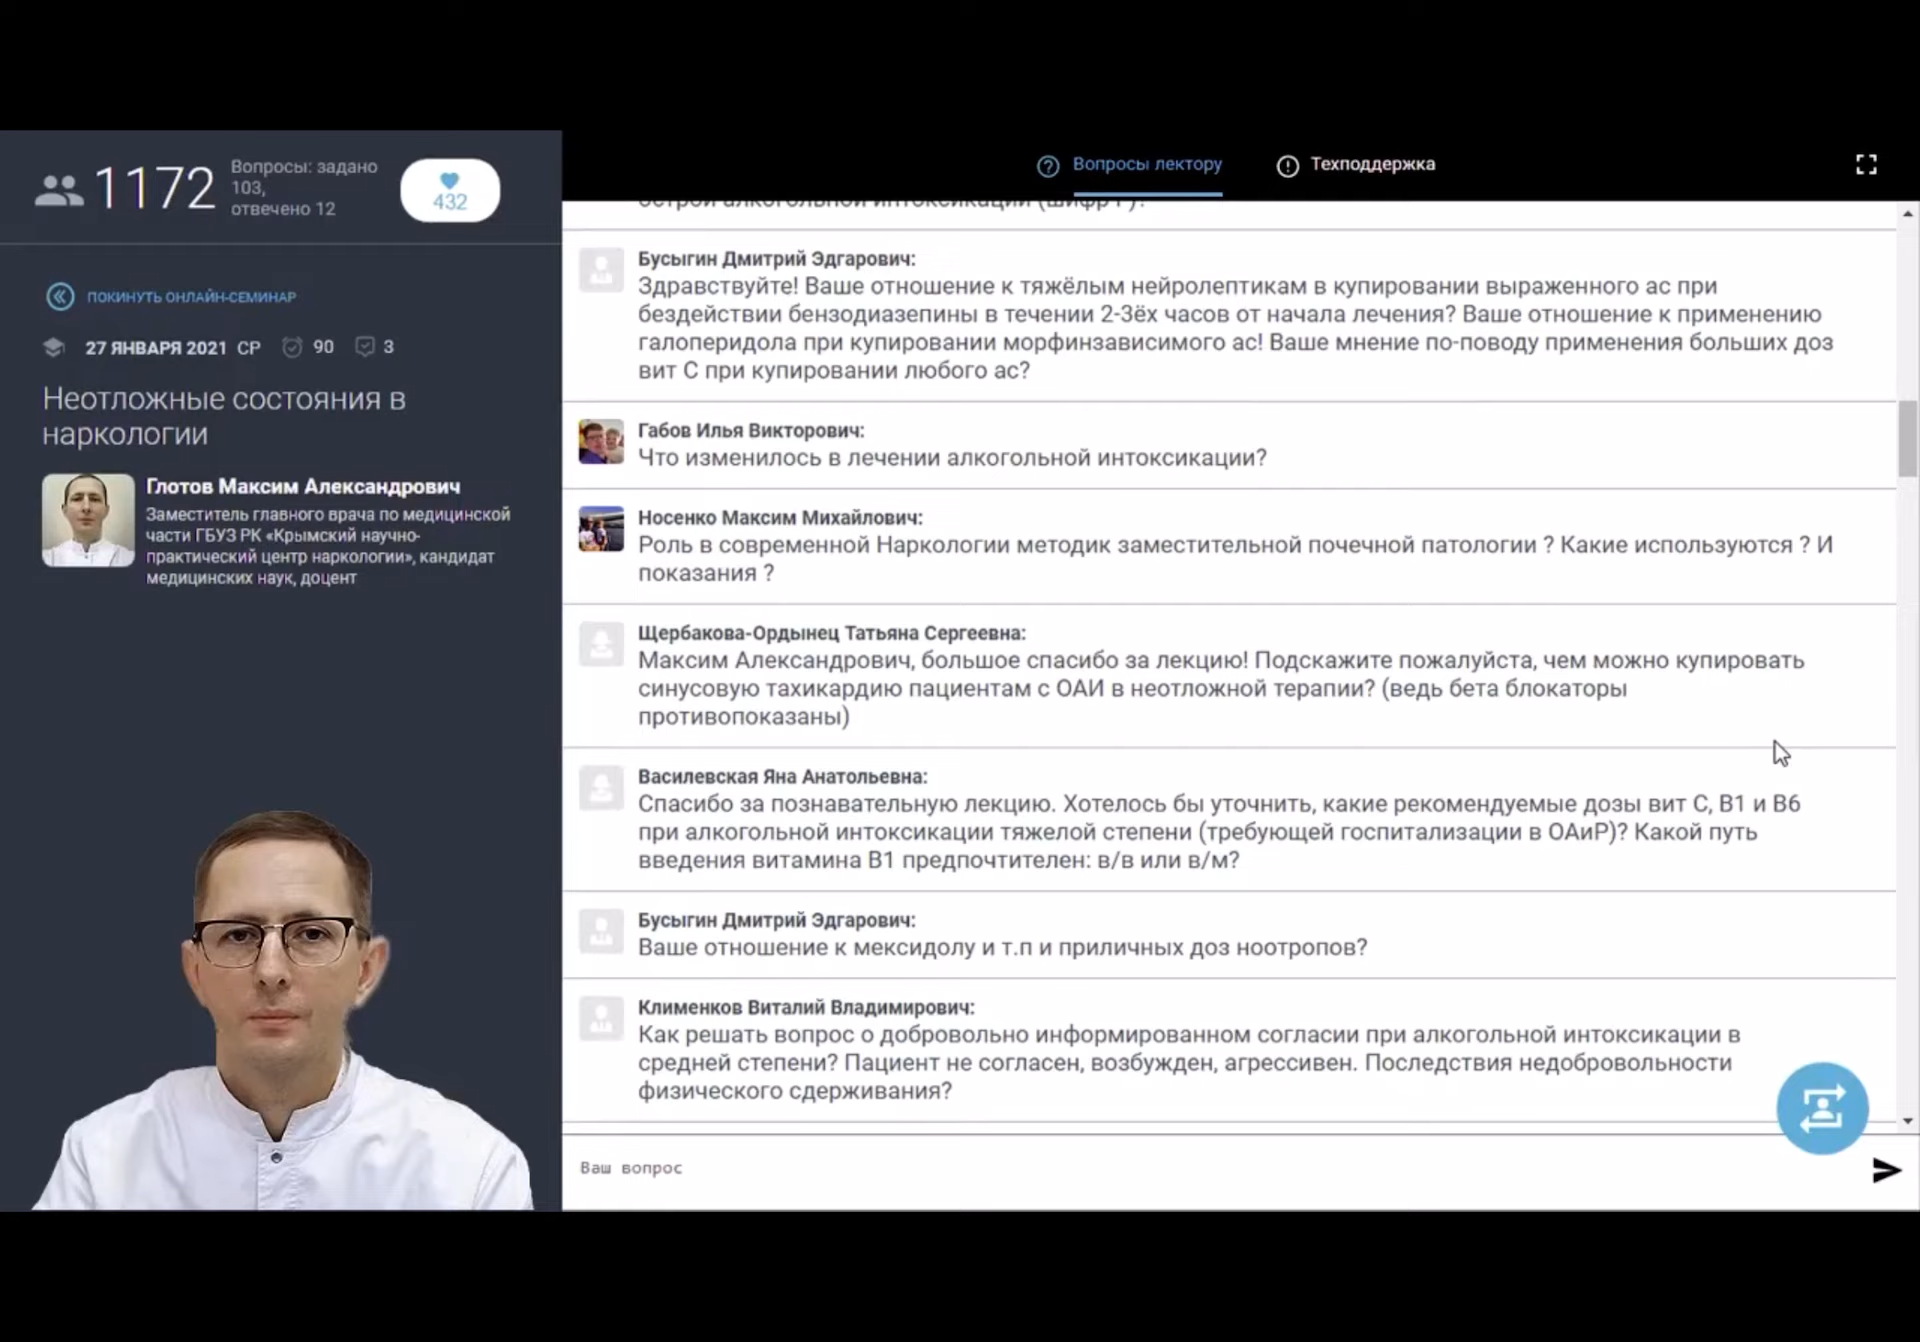 1172
Вопросы: задано
103,
отвечено 12
432
ПОКИНУТЬ ОНЛАЙН-СЕМИНАР
27 ЯНВАРЯ 2021 СР 90 3
Неотложные состояния в
наркологии
Глотов Максим Александрович
Заместитель главного врача по медицинской
части ГБУЗ РК «Крымский научно-
практический центр наркологии», кандидат
медицинских наук, доцент
Вопросы лектору
Техподдержка
острой алкогольной интоксикации (шифр F)?
Бусыгин Дмитрий Эдгарович:
Здравствуйте! Ваше отношение к тяжёлым нейролептикам в купировании выраженного ас при
бездействии бензодиазепины в течении 2-3ёх часов от начала лечения? Ваше отношение к применению
галоперидола при купировании морфинзависимого ас! Ваше мнение по-поводу применения больших доз
вит С при купировании любого ас?
Габов Илья Викторович:
Что изменилось в лечении алкогольной интоксикации?
Носенко Максим Михайлович:
Роль в современной Наркологии методик заместительной почечной патологии ? Какие используются ? И
показания ?
Щербакова-Ордынец Татьяна Сергеевна:
Максим Александрович, большое спасибо за лекцию! Подскажите пожалуйста, чем можно купировать
синусовую тахикардию пациентам с ОАИ в неотложной терапии? (ведь бета блокаторы
противопоказаны)
Василевская Яна Анатольевна:
Спасибо за познавательную лекцию. Хотелось бы уточнить, какие рекомендуемые дозы вит С, В1 и В6
при алкогольной интоксикации тяжелой степени (требующей госпитализации в ОАиР)? Какой путь
введения витамина В1 предпочтителен: в/в или в/м?
Бусыгин Дмитрий Эдгарович:
Ваше отношение к мексидолу и т.п и приличных доз ноотропов?
Клименков Виталий Владимирович:
Как решать вопрос о добровольно информированном согласии при алкогольной интоксикации в
средней степени? Пациент не согласен, возбужден, агрессивен. Последствия недобровольности
физического сдерживания?
Ваш вопрос